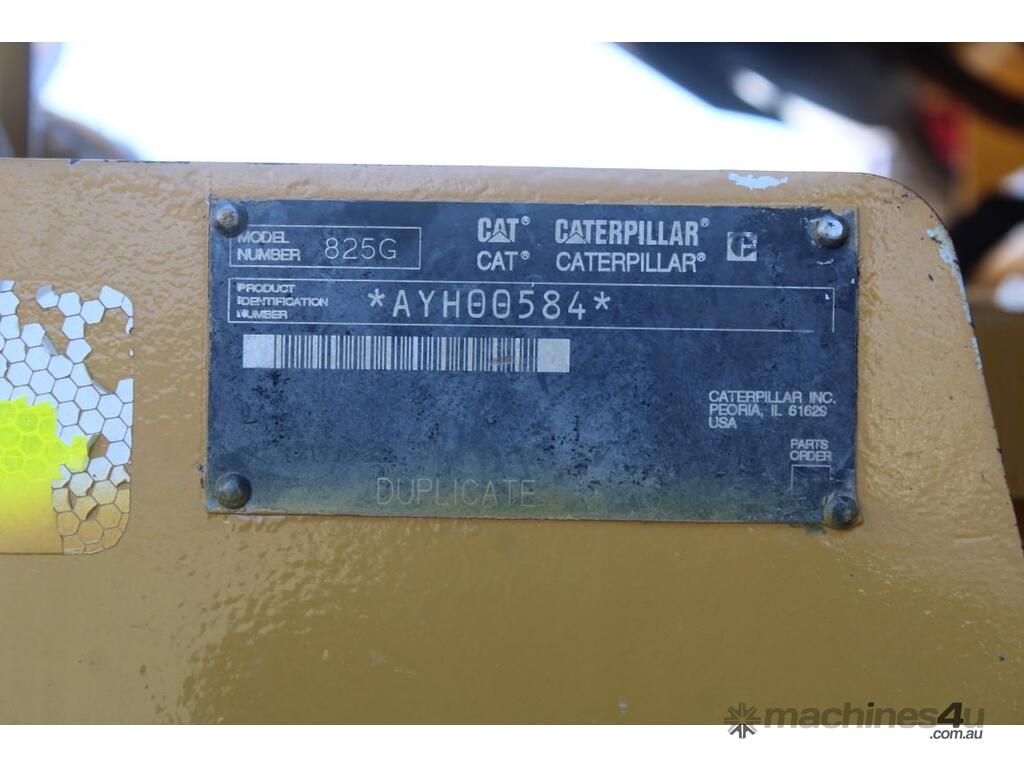 MODEL
NUMBER 825G
CAT® CATERPILLAR®
CAT® CATERPILLAR®
PRODUCT
IDENTIFICATION
NUMBER
*AYH00584*
CATERPILLAR INC.
PEORIA, IL 61629
USA
PARTS
ORDER
DUPLICATE
machines4u
.com.au